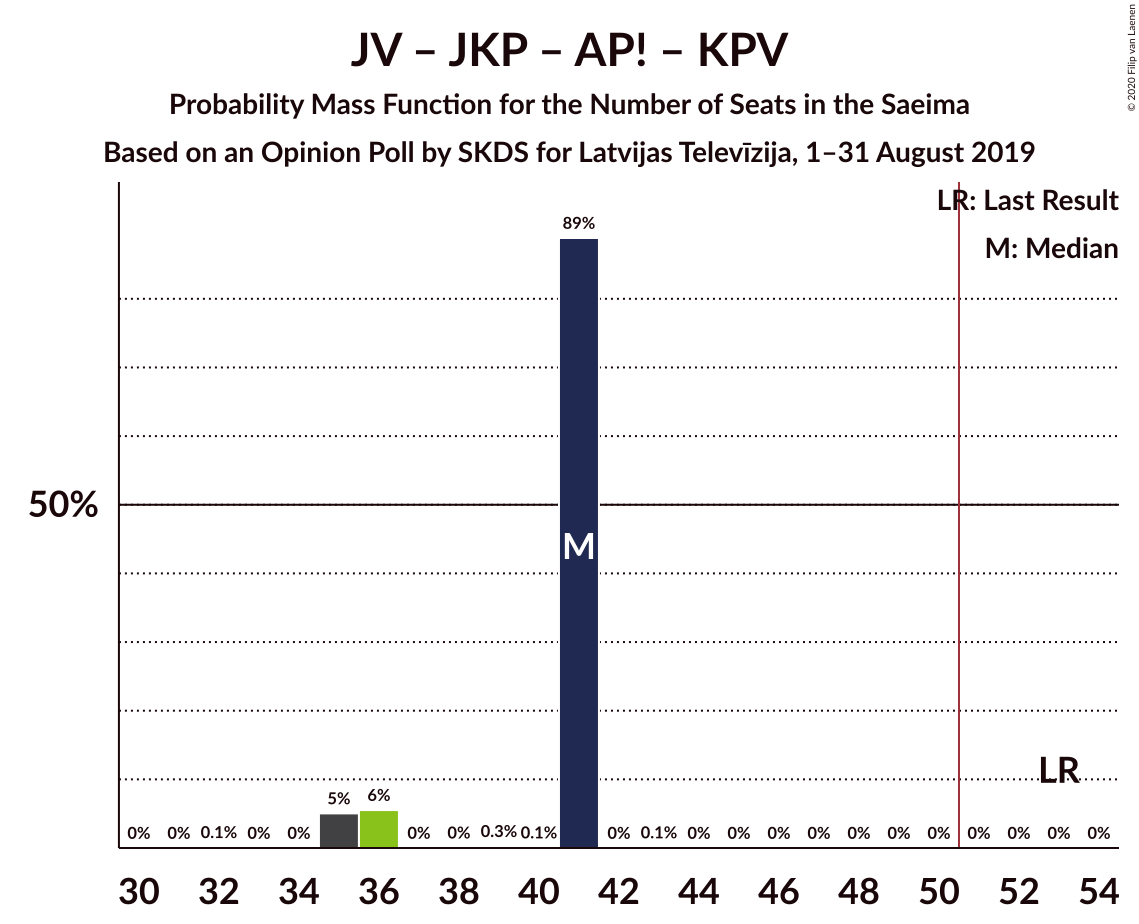 © 2020 Filip van Laenen
JV – JKP – AP! – KPV
Probability Mass Function for the Number of Seats in the Saeima
Based on an Opinion Poll by SKDS for Latvijas Televīzija, 1–31 August 2019
LR: Last Result
M: Median
89%
50%
M
LR
0% 0% 0.1% 0% 0% 5% 6% 0% 0% 0.3% 0.1% 0% 0.1% 0% 0% 0% 0% 0% 0% 0% 0% 0% 0% 0%
30 32 34 36 38 40 42 44 46 48 50 52 54